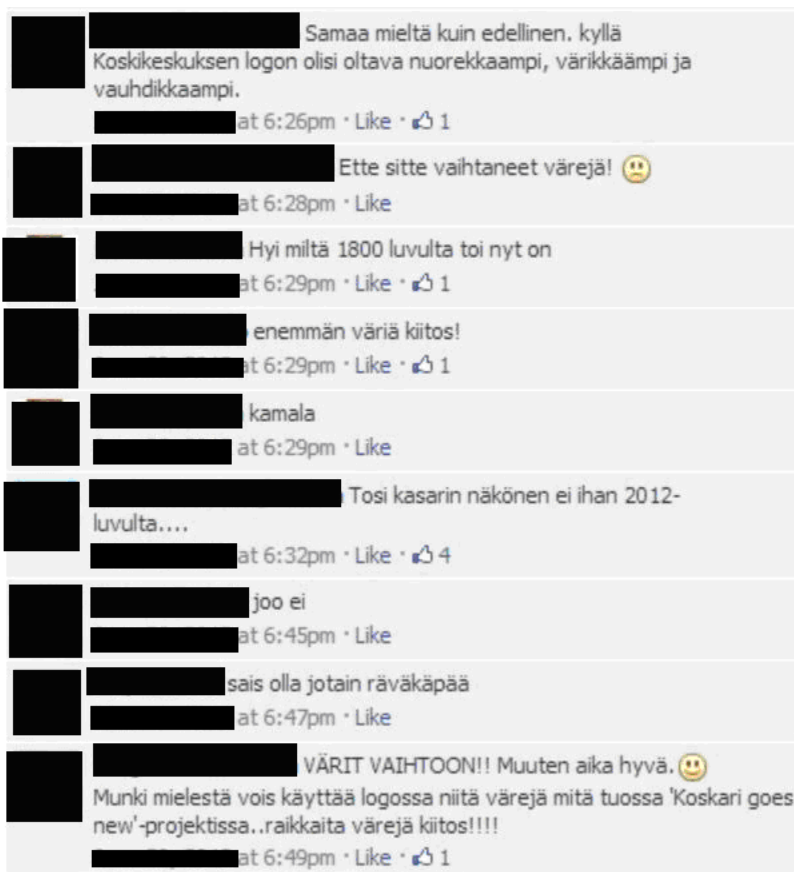 Samaa mieltä kuin edellinen. kyllä
Koskikeskuksen logon olisi oltava nuorekkaampi, värikkäämpi ja
vauhdikkaampi.
at 6:26pm · Like · 1
Ette sitte vaihtaneet värejä!
at 6:28pm · Like
Hyi miltä 1800 luvulta toi nyt on
at 6:29pm · Like · 1
enemmän väriä kiitos!
at 6:29pm · Like · 1
kamala
at 6:29pm · Like
Tosi kasarin näkönen ei ihan 2012-
luvulta....
at 6:32pm · Like · 4
joo ei
at 6:45pm · Like
sais olla jotain räväkäpää
at 6:47pm · Like
VÄRIT VAIHTOON!! Muuten aika hyvä.
Munki mielestä vois käyttää logossa niitä värejä mitä tuossa 'Koskari goes
new'-projektissa..raikkaita värejä kiitos!!!!
at 6:49pm · Like · 1